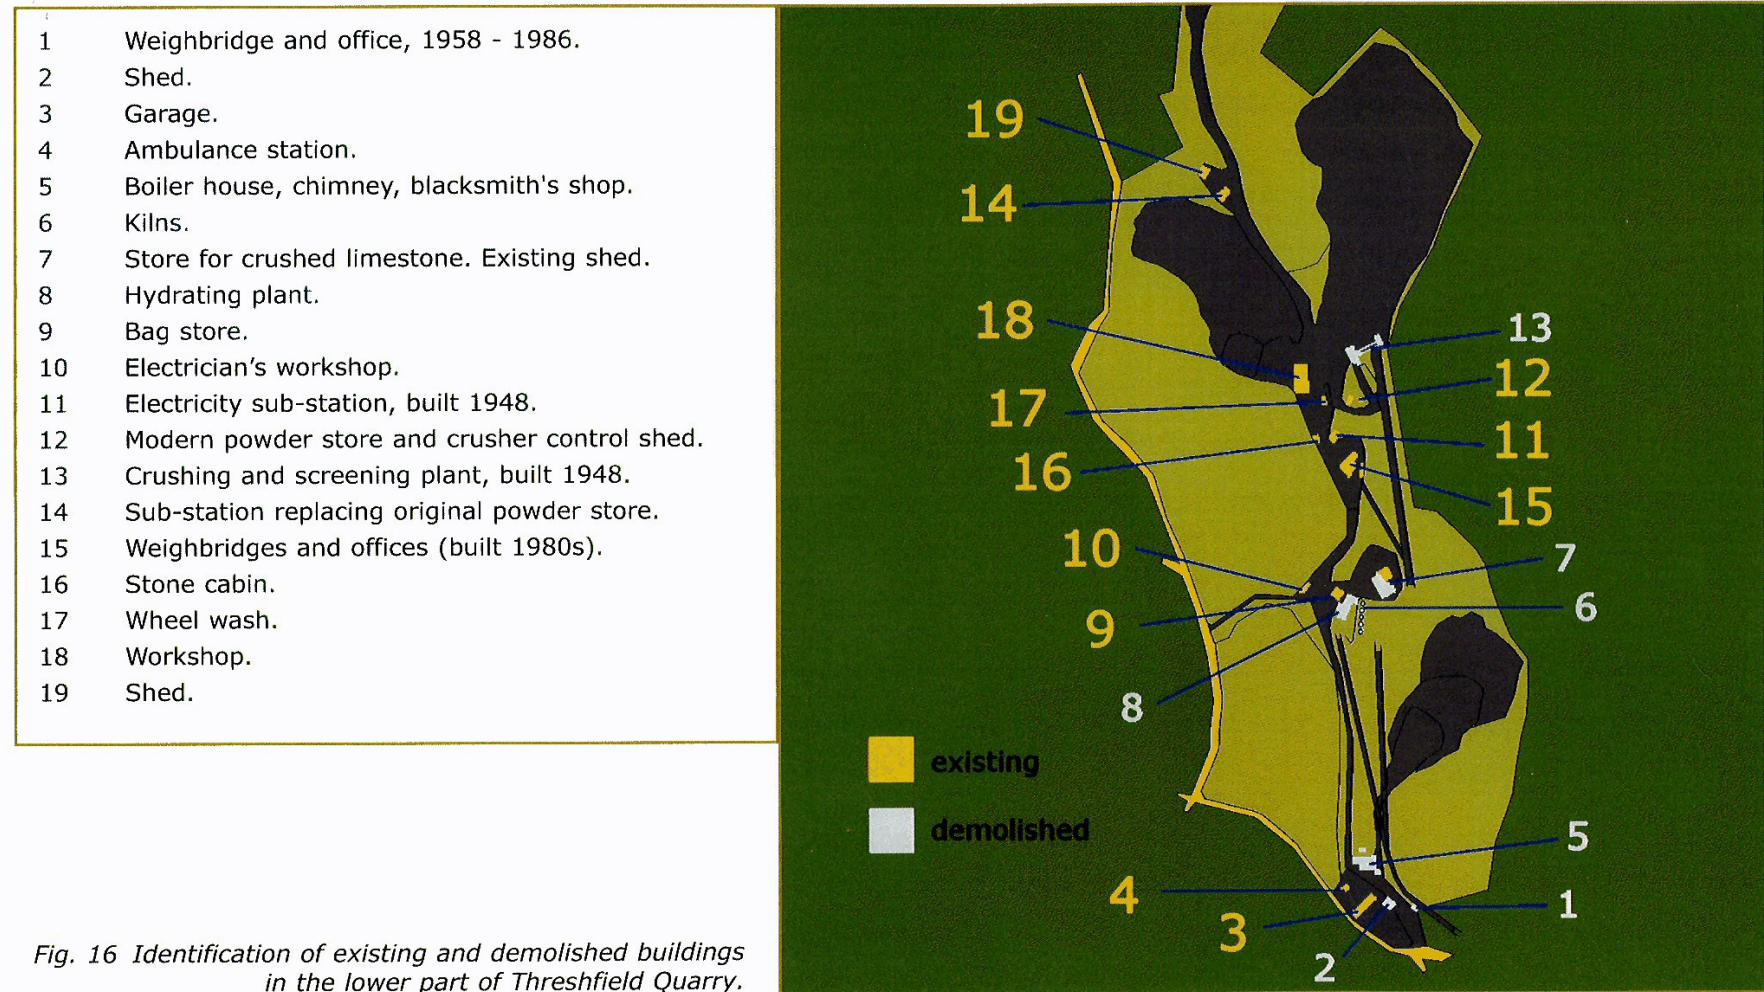 1 Weighbridge and office, 1958 - 1986.
2 Shed.
3 Garage.
4 Ambulance station.
5 Boiler house, chimney, blacksmith's shop.
6 Kilns.
7 Store for crushed limestone. Existing shed.
8 Hydrating plant.
9 Bag store.
10 Electrician's workshop.
11 Electricity sub-station, built 1948.
12 Modern powder store and crusher control shed.
13 Crushing and screening plant, built 1948.
14 Sub-station replacing original powder store.
15 Weighbridges and offices (built 1980s).
16 Stone cabin.
17 Wheel wash.
18 Workshop.
19 Shed.
Fig. 16 Identification of existing and demolished buildings
in the lower part of Threshfield Quarry.
19
14
18
13
12
17
11
16
15
10
7
6
9
8
existing
demolished
5
4
1
3
2